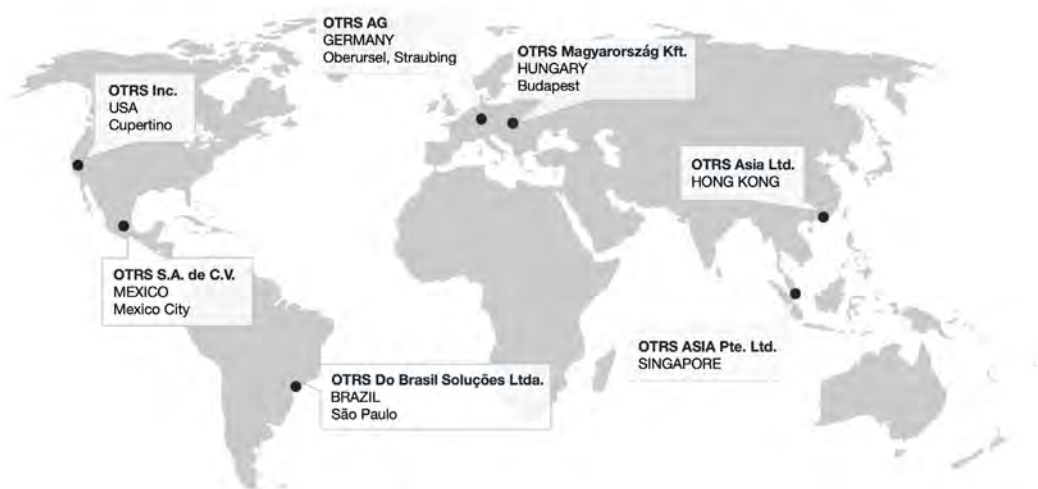 OTRS AG
GERMANY
Oberursel, Straubing
OTRS Magyarország Kft.
HUNGARY
Budapest
OTRS Inc.
USA
Cupertino
OTRS Asia Ltd.
HONG KONG
OTRS S.A. de C.V.
MEXICO
Mexico City
OTRS ASIA Pte. Ltd.
SINGAPORE
OTRS Do Brasil Soluções Ltda.
BRAZIL
São Paulo